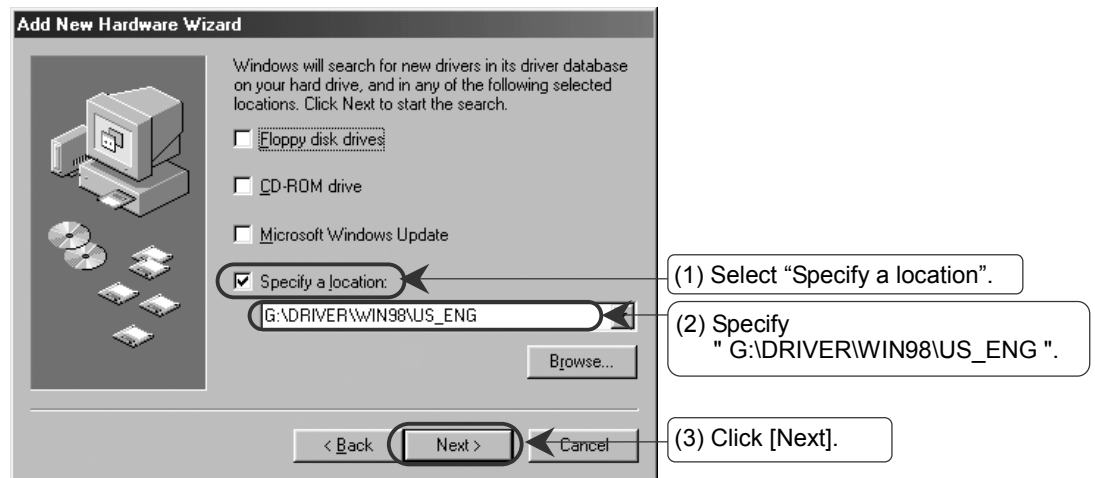 Add New Hardware Wizard
Windows will search for new drivers in its driver database
on your hard drive, and in any of the following selected
locations. Click Next to start the search.
Floppy disk drives
CD-ROM drive
Microsoft Windows Update
Specify a location:
G:\DRIVER\WIN98\US_ENG
Browse...
< Back
Next >
Cancel
(1) Select “Specify a location”.
(2) Specify
" G:\DRIVER\WIN98\US_ENG ".
(3) Click [Next].